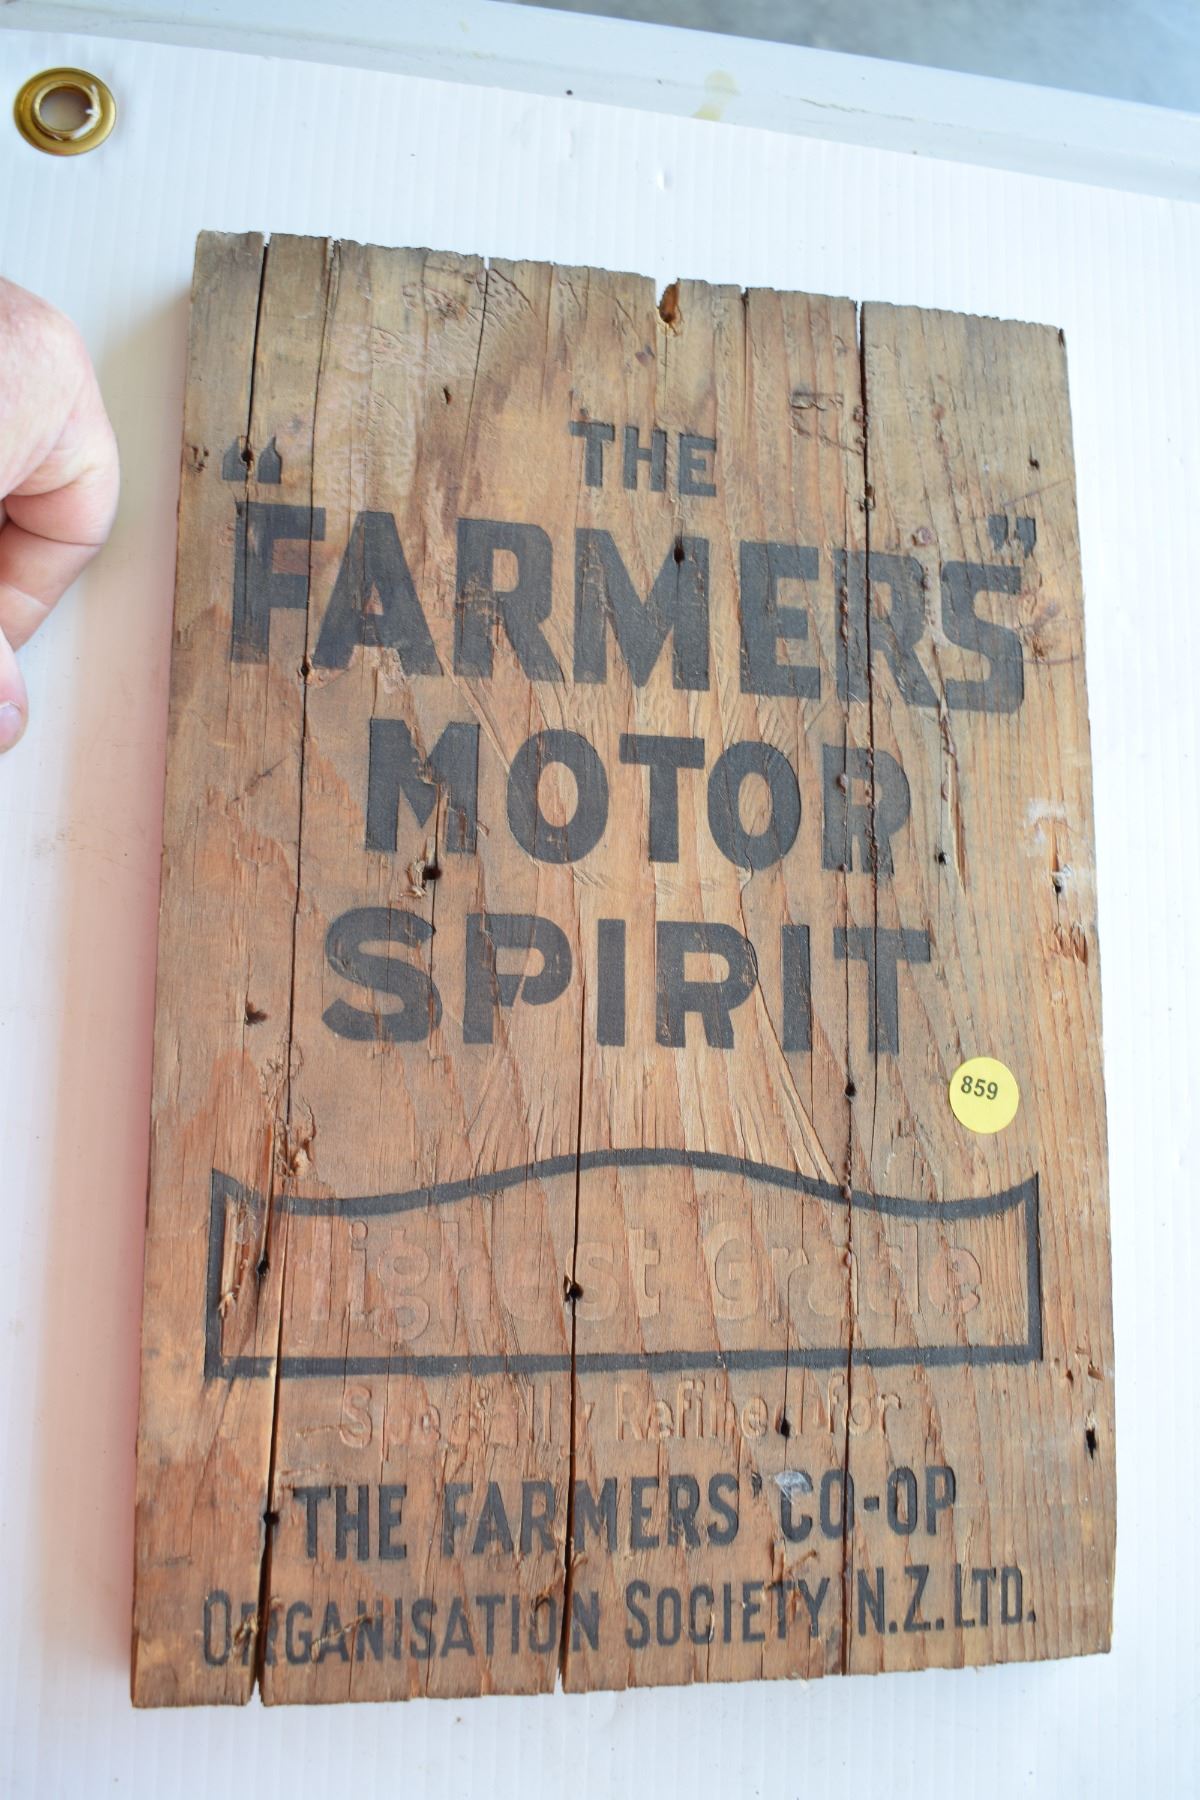 THE
"FARMERS"
MOTOR
SPIRIT
859
Highest Grade
Specially Refined for
THE FARMERS' CO-OP
ORGANISATION SOCIETY N.Z. LTD.